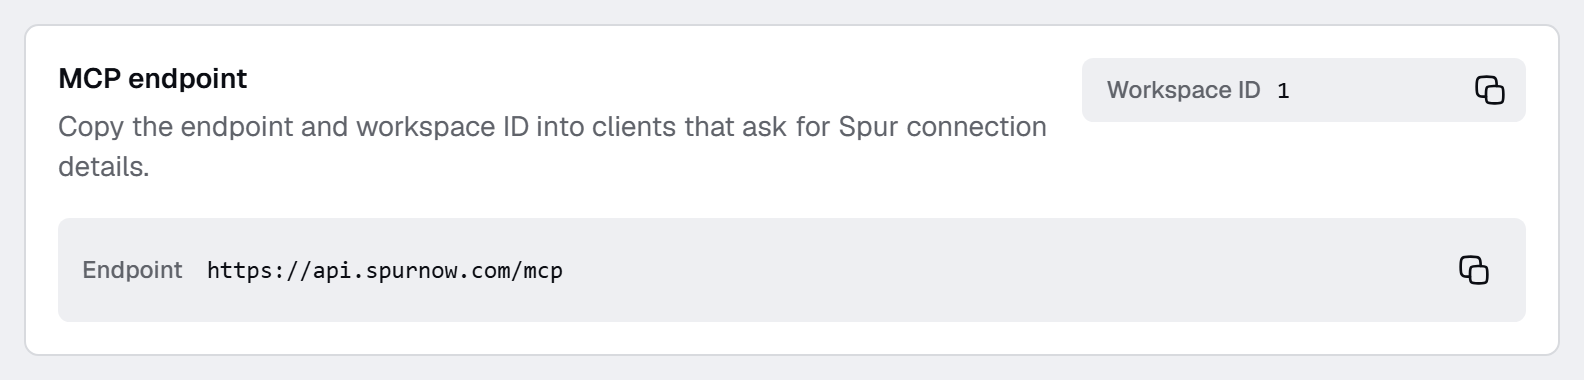 MCP endpoint
Copy the endpoint and workspace ID into clients that ask for Spur connection
details.
Workspace ID 1
Endpoint https://api.spurnow.com/mcp